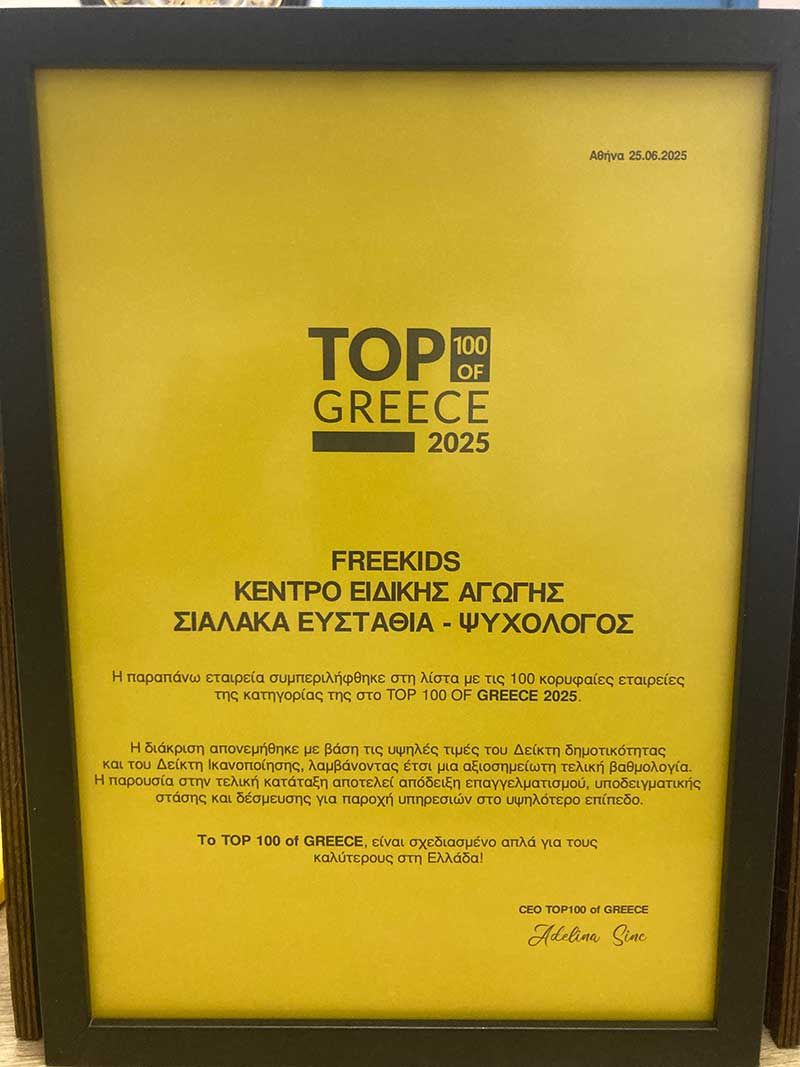 Αθήνα 25.06.2025
TOP 100 OF
GREECE
2025
FREEKIDS
ΚΕΝΤΡΟ ΕΙΔΙΚΗΣ ΑΓΩΓΗΣ
ΣΙΑΛΑΚΑ ΕΥΣΤΑΘΙΑ - ΨΥΧΟΛΟΓΟΣ
Η παραπάνω εταιρεία συμπεριλήφθηκε στη λίστα με τις 100 κορυφαίες εταιρείες
της κατηγορίας της στο TOP 100 OF GREECE 2025.
Η διάκριση απονεμήθηκε με βάση τις υψηλές τιμές του Δείκτη δημοτικότητας
και του Δείκτη Ικανοποίησης, λαμβάνοντας έτσι μια αξιοσημείωτη τελική βαθμολογία.
Η παρουσία στην τελική κατάταξη αποτελεί απόδειξη επαγγελματισμού, υποδειγματικής
στάσης και δέσμευσης για παροχή υπηρεσιών στο υψηλότερο επίπεδο.
Το TOP 100 of GREECE, είναι σχεδιασμένο απλά για τους
καλύτερους στη Ελλάδα!
CEO TOP100 of GREECE
Adelina Sinc